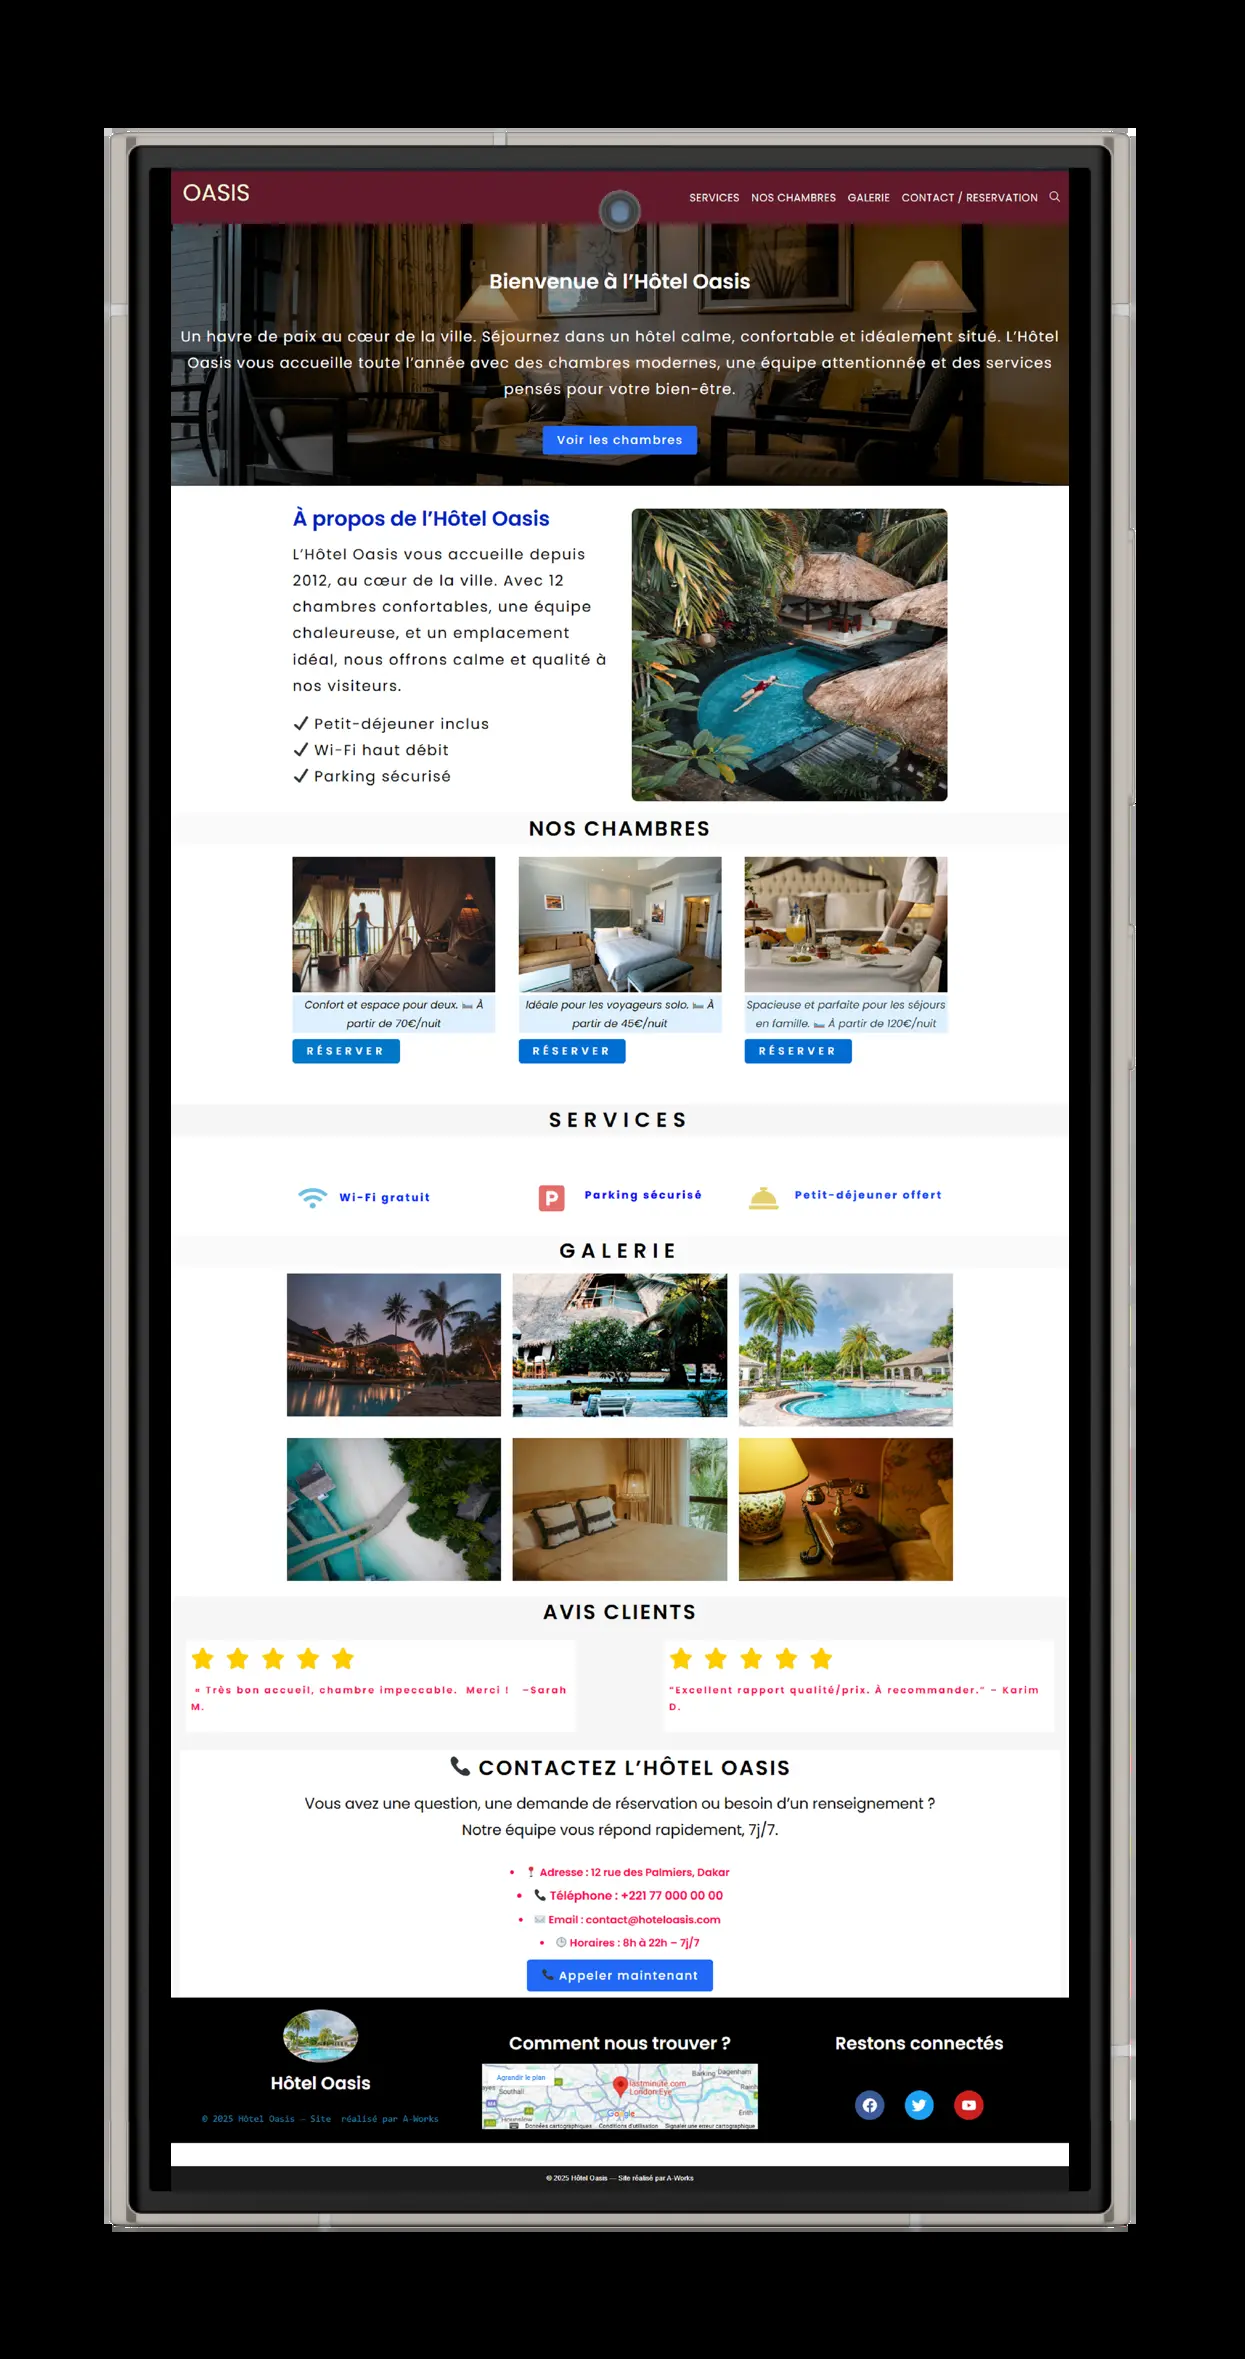 OASIS
SERVICES NOS CHAMBRES GALERIE CONTACT / RESERVATION
Bienvenue à l'Hôtel Oasis
Un havre de paix au cœur de la ville. Séjournez dans un hôtel calme, confortable et idéalement situé. L'Hôtel
Oasis vous accueille toute l'année avec des chambres modernes, une équipe attentionnée et des services
pensés pour votre bien-être.
Voir les chambres
À propos de l'Hôtel Oasis
L'Hôtel Oasis vous accueille depuis
2012, au cœur de la ville. Avec 12
chambres confortables, une équipe
chaleureuse, et un emplacement
idéal, nous offrons calme et qualité à
nos visiteurs.
✓ Petit-déjeuner inclus
✓ Wi-Fi haut débit
✓ Parking sécurisé
NOS CHAMBRES
Confort et espace pour deux. 🛏 À
partir de 70€/nuit
RÉSERVER
Idéale pour les voyageurs solo. 🛏 À
partir de 45€/nuit
RÉSERVER
Spacieuse et parfaite pour les séjours
en famille. 🛏 À partir de 120€/nuit
RÉSERVER
SERVICES
Wi-Fi gratuit
P Parking sécurisé
Petit-déjeuner offert
GALERIE
AVIS CLIENTS
« Très bon accueil, chambre impeccable. Merci ! –Sarah
M.
"Excellent rapport qualité/prix. À recommander." – Karim
D.
📞 CONTACTEZ L'HÔTEL OASIS
Vous avez une question, une demande de réservation ou besoin d'un renseignement ?
Notre équipe vous répond rapidement, 7j/7.
• 📍 Adresse : 12 rue des Palmiers, Dakar
• 📞 Téléphone : +221 77 000 00 00
• ✉️ Email : contact@hoteloasis.com
• 🕒 Horaires : 8h à 22h – 7j/7
📞 Appeler maintenant
Hôtel Oasis
© 2025 Hôtel Oasis — Site réalisé par A-Works
Comment nous trouver ?
Agrandir le plan
Southall
Barking Dagenham
lastminute.com
London Eye
Google
Erith
Données cartographiques Conditions d'utilisation Signaler une erreur cartographique
Restons connectés
© 2025 Hôtel Oasis — Site réalisé par A-Works